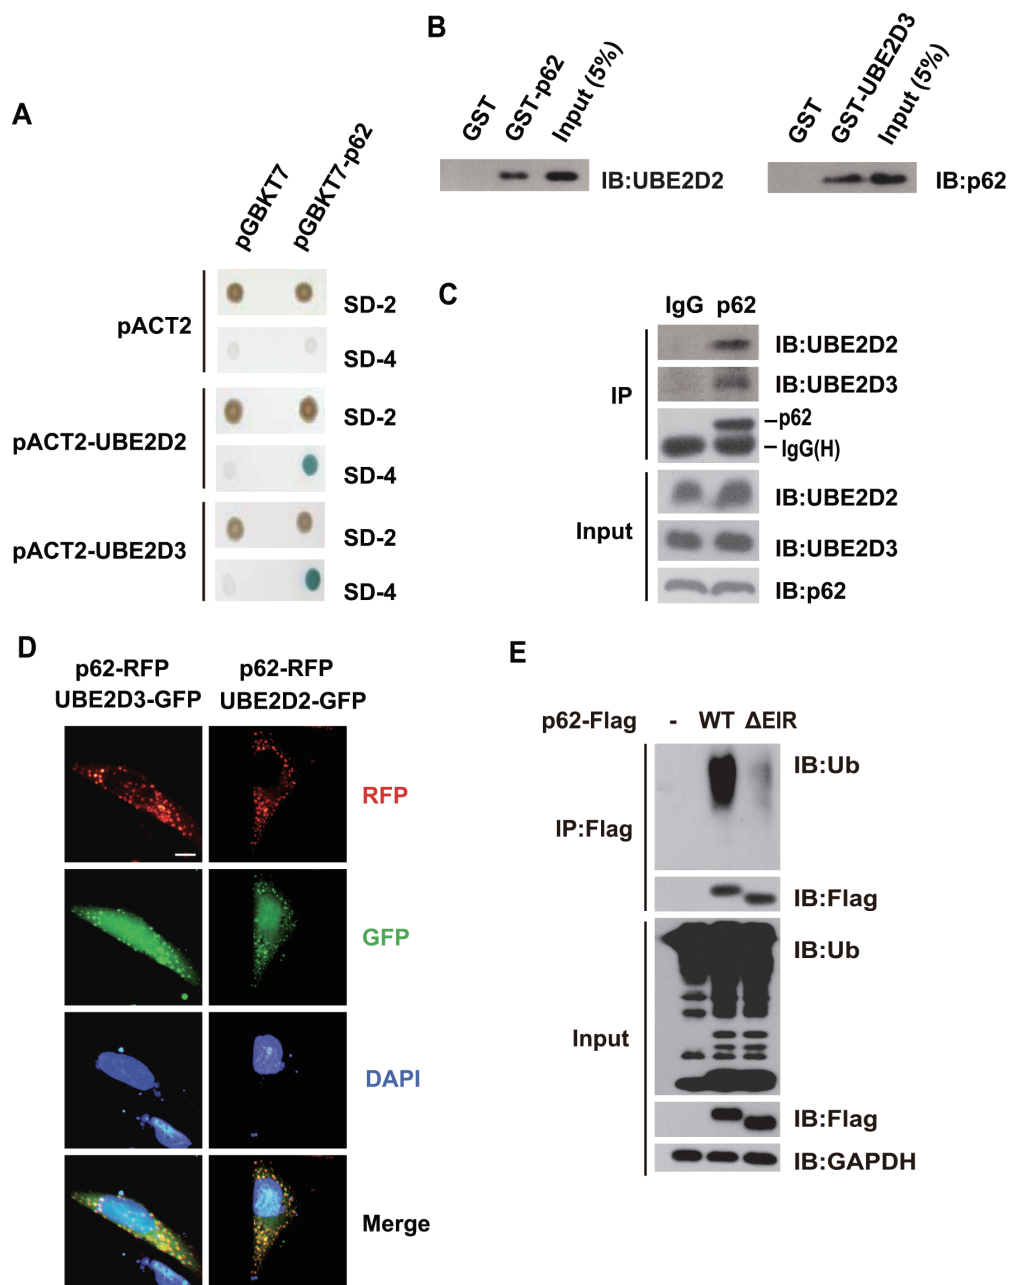 A
pGBKT7
pGBKT7-p62
pACT2
SD-2
SD-4
pACT2-UBE2D2
SD-2
SD-4
pACT2-UBE2D3
SD-2
SD-4
B
GST
GST-p62
Input (5%)
IB:UBE2D2
GST
GST-UBE2D3
Input (5%)
IB:p62
C
IgG p62
IP
IB:UBE2D2
IB:UBE2D3
p62
IgG(H)
Input
IB:UBE2D2
IB:UBE2D3
IB:p62
D
p62-RFP
UBE2D3-GFP
p62-RFP
UBE2D2-GFP
RFP
GFP
DAPI
Merge
E
p62-Flag - WT ΔEIR
IP:Flag
IB:Ub
IB:Flag
Input
IB:Ub
IB:Flag
IB:GAPDH